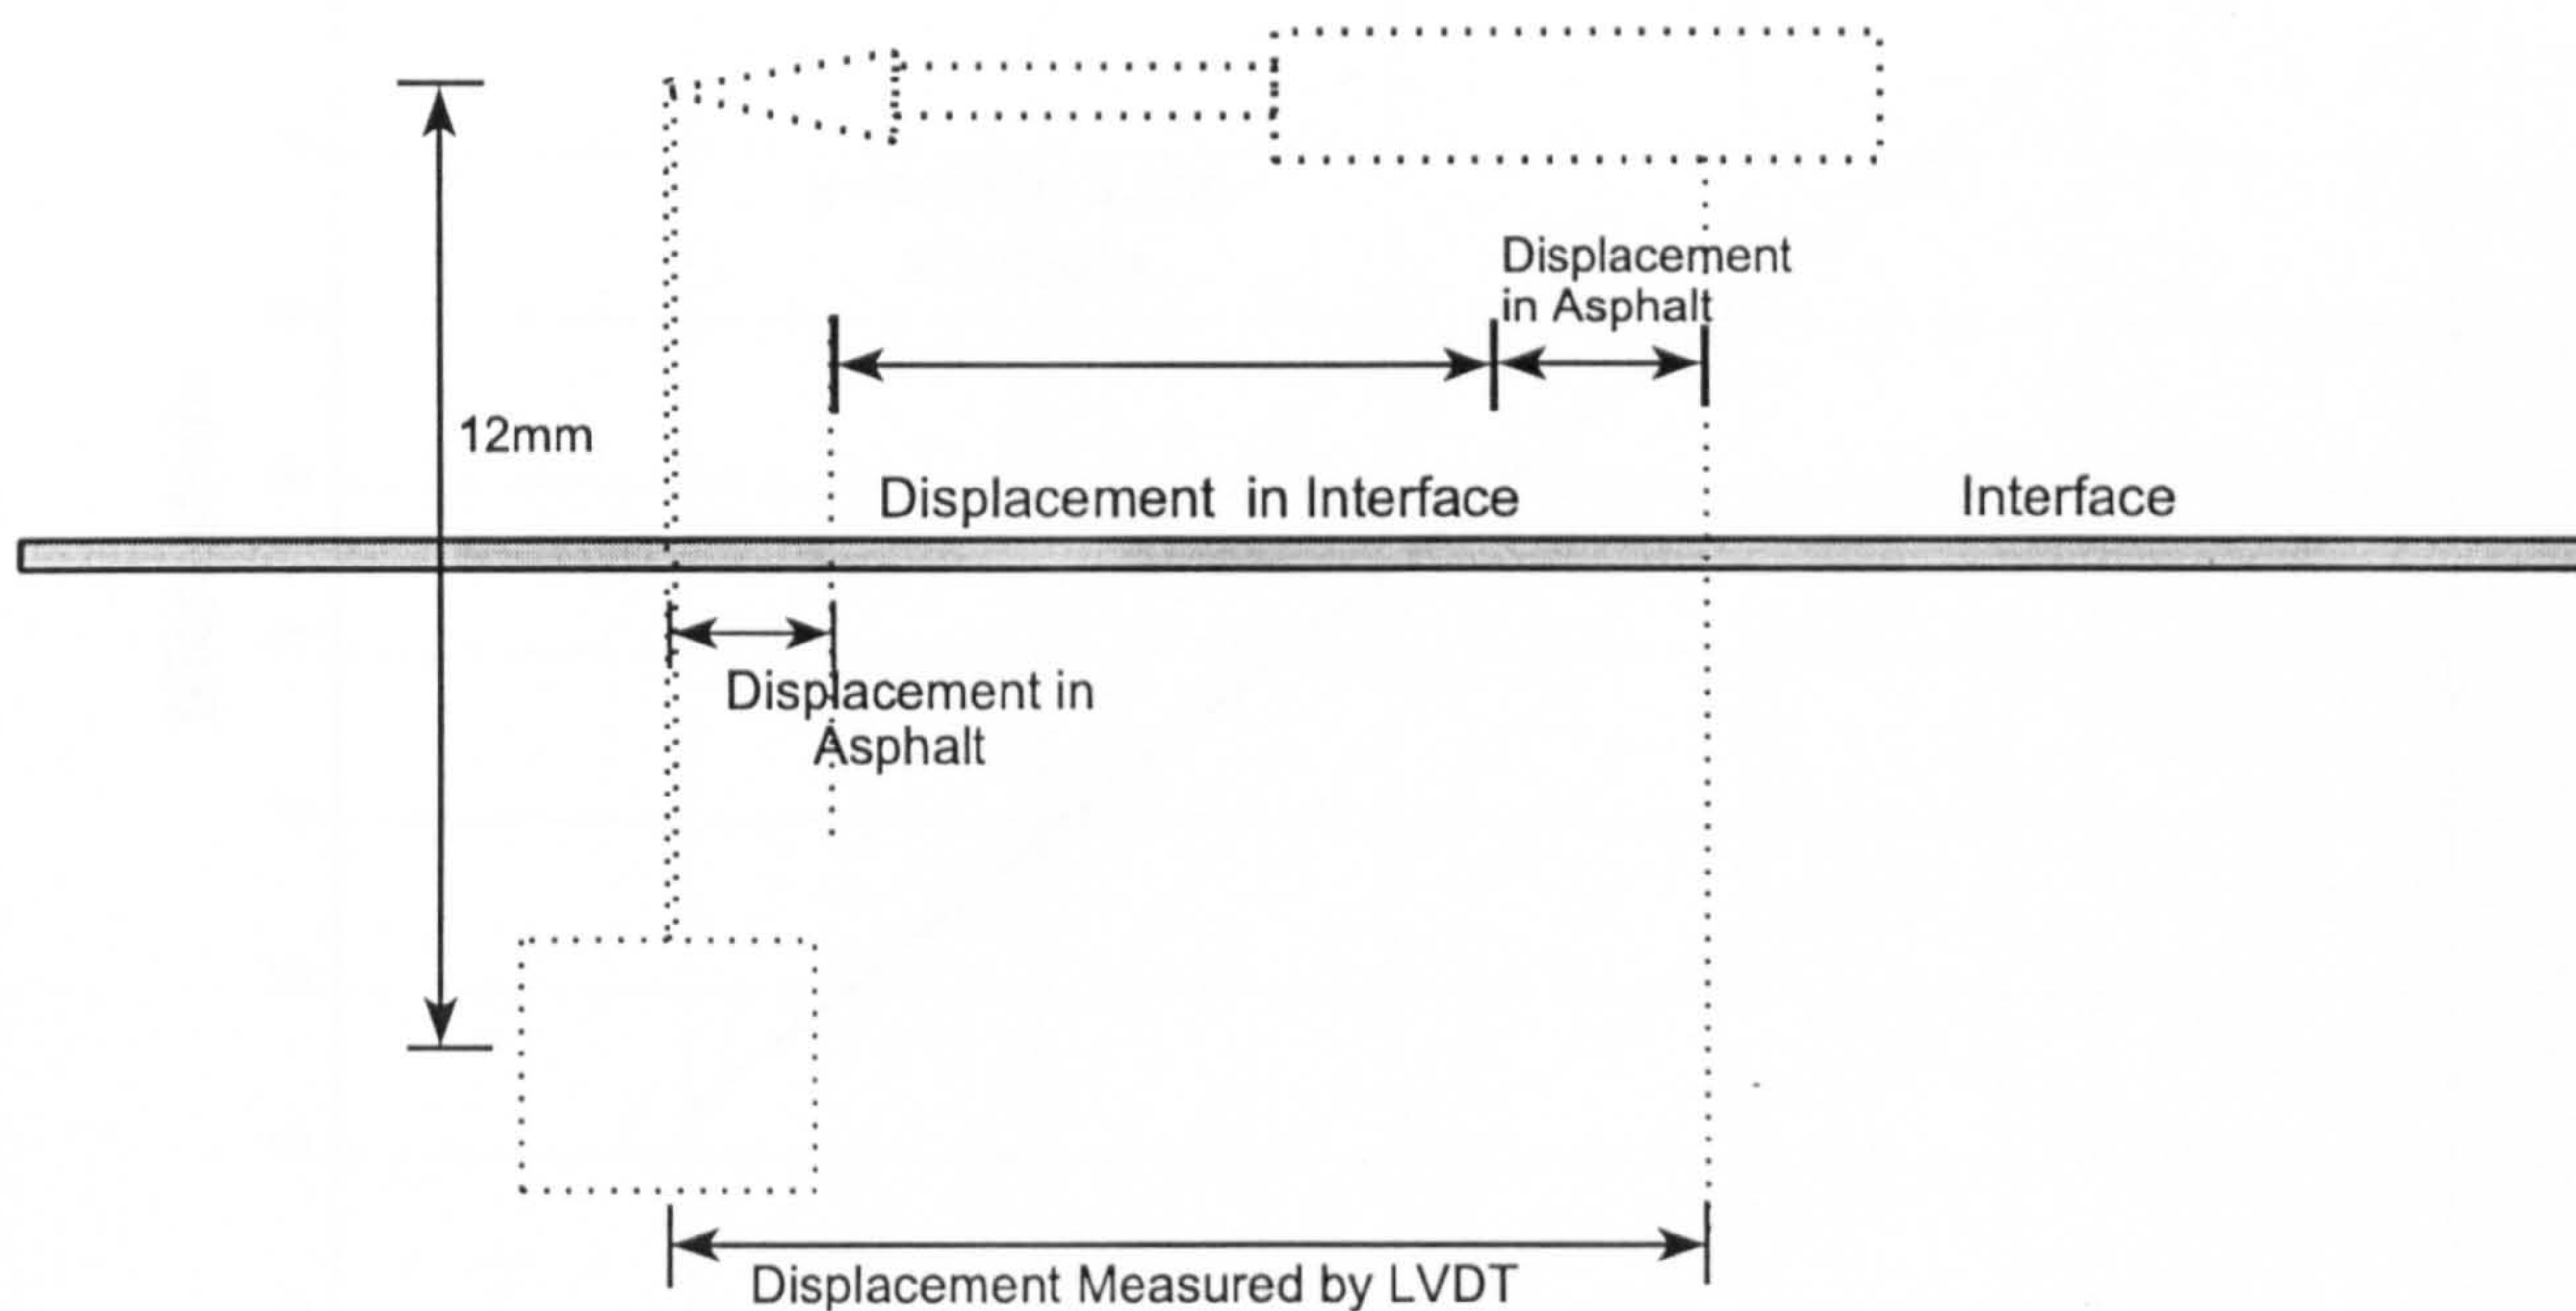 Displacement
in Asphalt
12mm
Displacement in Interface
Interface
Displacement in
Asphalt
Displacement Measured by LVDT